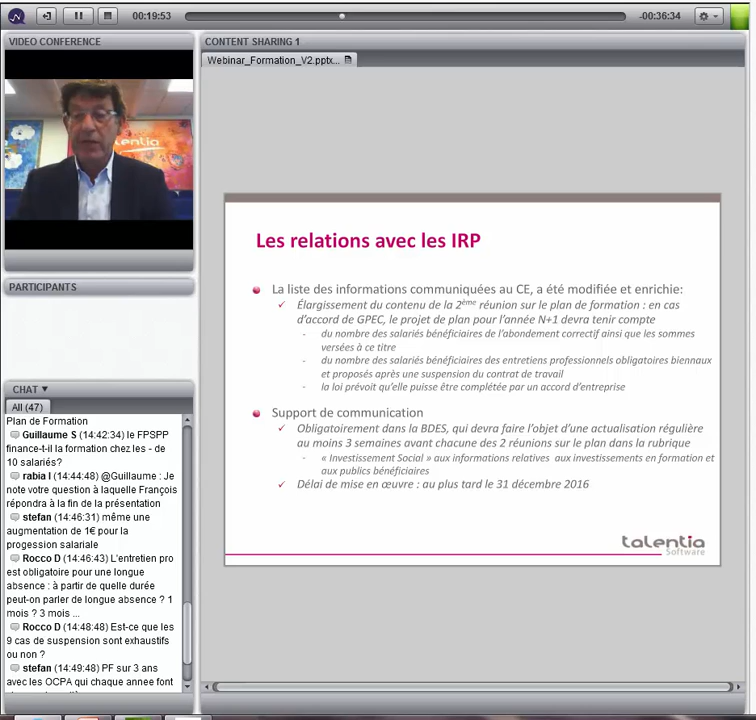 00:19:53
-00:36:34
VIDEO CONFERENCE
CONTENT SHARING 1
Webinar_Formation_V2.pptx...
PARTICIPANTS
CHAT
All (47)
Plan de Formation
Guillaume S (14:42:34) le FPSPP
finance-t-il la formation chez les - de
10 salariés?
rabia l (14:44:48) @Guillaume : Je
note votre question à laquelle François
répondra à la fin de la présentation
stefan (14:46:31) même une
augmentation de 1€ pour la
progession salariale
Rocco D (14:46:43) L'entretien pro
est obligatoire pour une longue
absence : à partir de quelle durée
peut-on parler de longue absence ? 1
mois ? 3 mois ...
Rocco D (14:48:48) Est-ce que les
9 cas de suspension sont exhaustifs
ou non ?
stefan (14:49:48) PF sur 3 ans
avec les OCPA qui chaque annee font
Les relations avec les IRP
La liste des informations communiquées au CE, a été modifiée et enrichie:
Élargissement du contenu de la 2ème réunion sur le plan de formation : en cas
d'accord de GPEC, le projet de plan pour l'année N+1 devra tenir compte
- du nombre des salariés bénéficiaires de l'abondement correctif ainsi que les sommes
versées à ce titre
- du nombre des salariés bénéficiaires des entretiens professionnels obligatoires biennaux
et proposés après une suspension du contrat de travail
- la loi prévoit qu'elle puisse être complétée par un accord d'entreprise
Support de communication
Obligatoirement dans la BDES, qui devra faire l'objet d'une actualisation régulière
au moins 3 semaines avant chacune des 2 réunions sur le plan dans la rubrique
- « Investissement Social » aux informations relatives aux investissements en formation et
aux publics bénéficiaires
Délai de mise en œuvre : au plus tard le 31 décembre 2016
talentia
Software